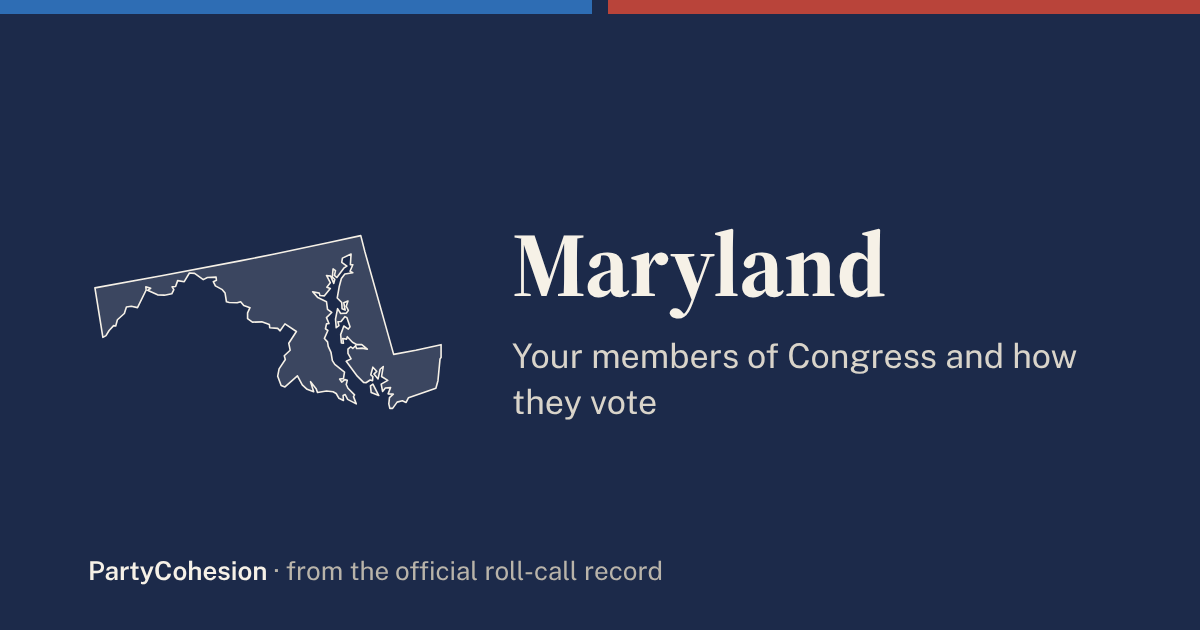 Maryland
Your members of Congress and how
they vote
PartyCohesion · from the official roll-call record